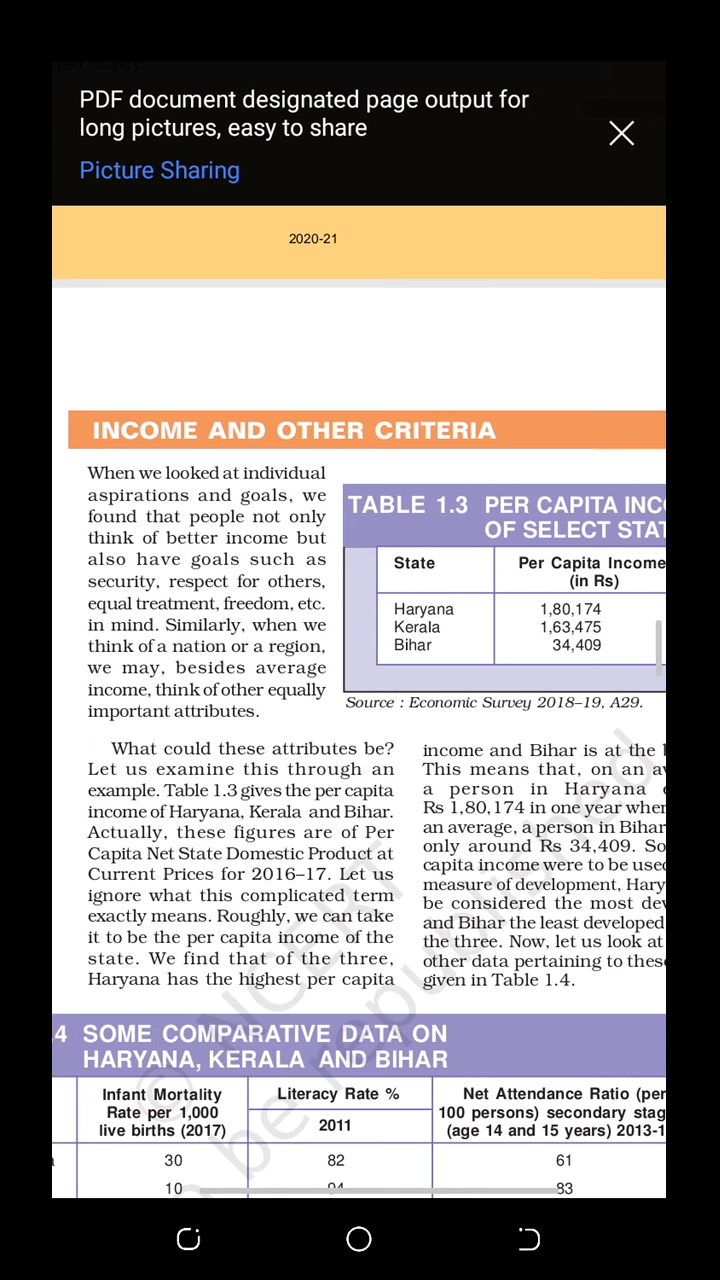 PDF document designated page output for
long pictures, easy to share
Picture Sharing
2020-21
INCOME AND OTHER CRITERIA
When we looked at individual
aspirations and goals, we
found that people not only
think of better income but
also have goals such as
security, respect for others,
equal treatment, freedom, etc.
in mind. Similarly, when we
think of a nation or a region,
we may, besides average
income, think of other equally
important attributes.
TABLE 1.3 PER CAPITA INC
OF SELECT STAT
State Per Capita Income
(in Rs)
Haryana 1,80,174
Kerala 1,63,475
Bihar 34,409
Source : Economic Survey 2018–19, A29.
What could these attributes be?
Let us examine this through an
example. Table 1.3 gives the per capita
income of Haryana, Kerala and Bihar.
Actually, these figures are of Per
Capita Net State Domestic Product at
Current Prices for 2016–17. Let us
ignore what this complicated term
exactly means. Roughly, we can take
it to be the per capita income of the
state. We find that of the three,
Haryana has the highest per capita
income and Bihar is at the
This means that, on an av
a person in Haryana
Rs 1,80,174 in one year wher
an average, a person in Bihar
only around Rs 34,409. So
capita income were to be used
measure of development, Hary
be considered the most dev
and Bihar the least developed
the three. Now, let us look at
other data pertaining to these
given in Table 1.4.
.4 SOME COMPARATIVE DATA ON
HARYANA, KERALA AND BIHAR
Infant Mortality
Rate per 1,000
live births (2017)
Literacy Rate %
2011
Net Attendance Ratio (per
100 persons) secondary stag
(age 14 and 15 years) 2013-1
30 82 61
10 94 83
© NCERT
be republished